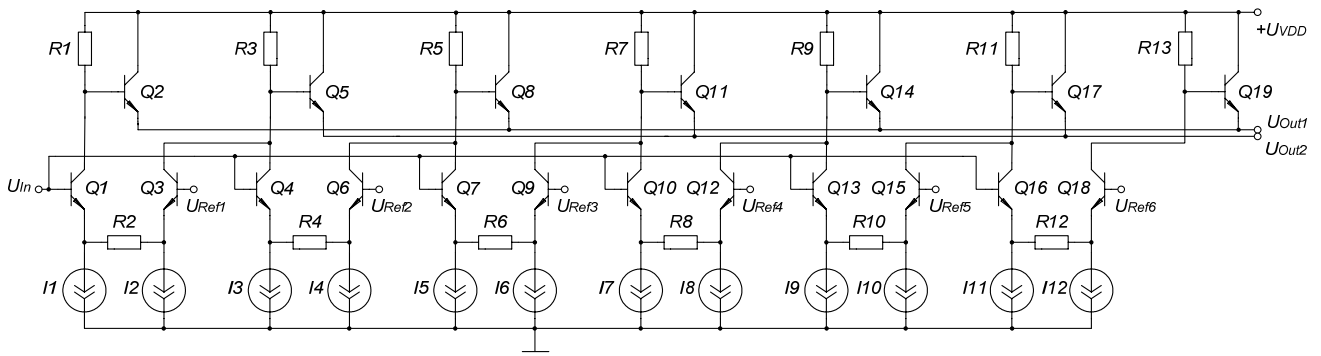 R1 R3 R5 R7 R9 R11 R13 +UVDD
Q2 Q5 Q8 Q11 Q14 Q17 Q19
UOut1
UOut2
UIn Q1 Q3 Q4 Q6 Q7 Q9 Q10 Q12 Q13 Q15 Q16 Q18
URef1 URef2 URef3 URef4 URef5 URef6
R2 R4 R6 R8 R10 R12
I1 I2 I3 I4 I5 I6 I7 I8 I9 I10 I11 I12